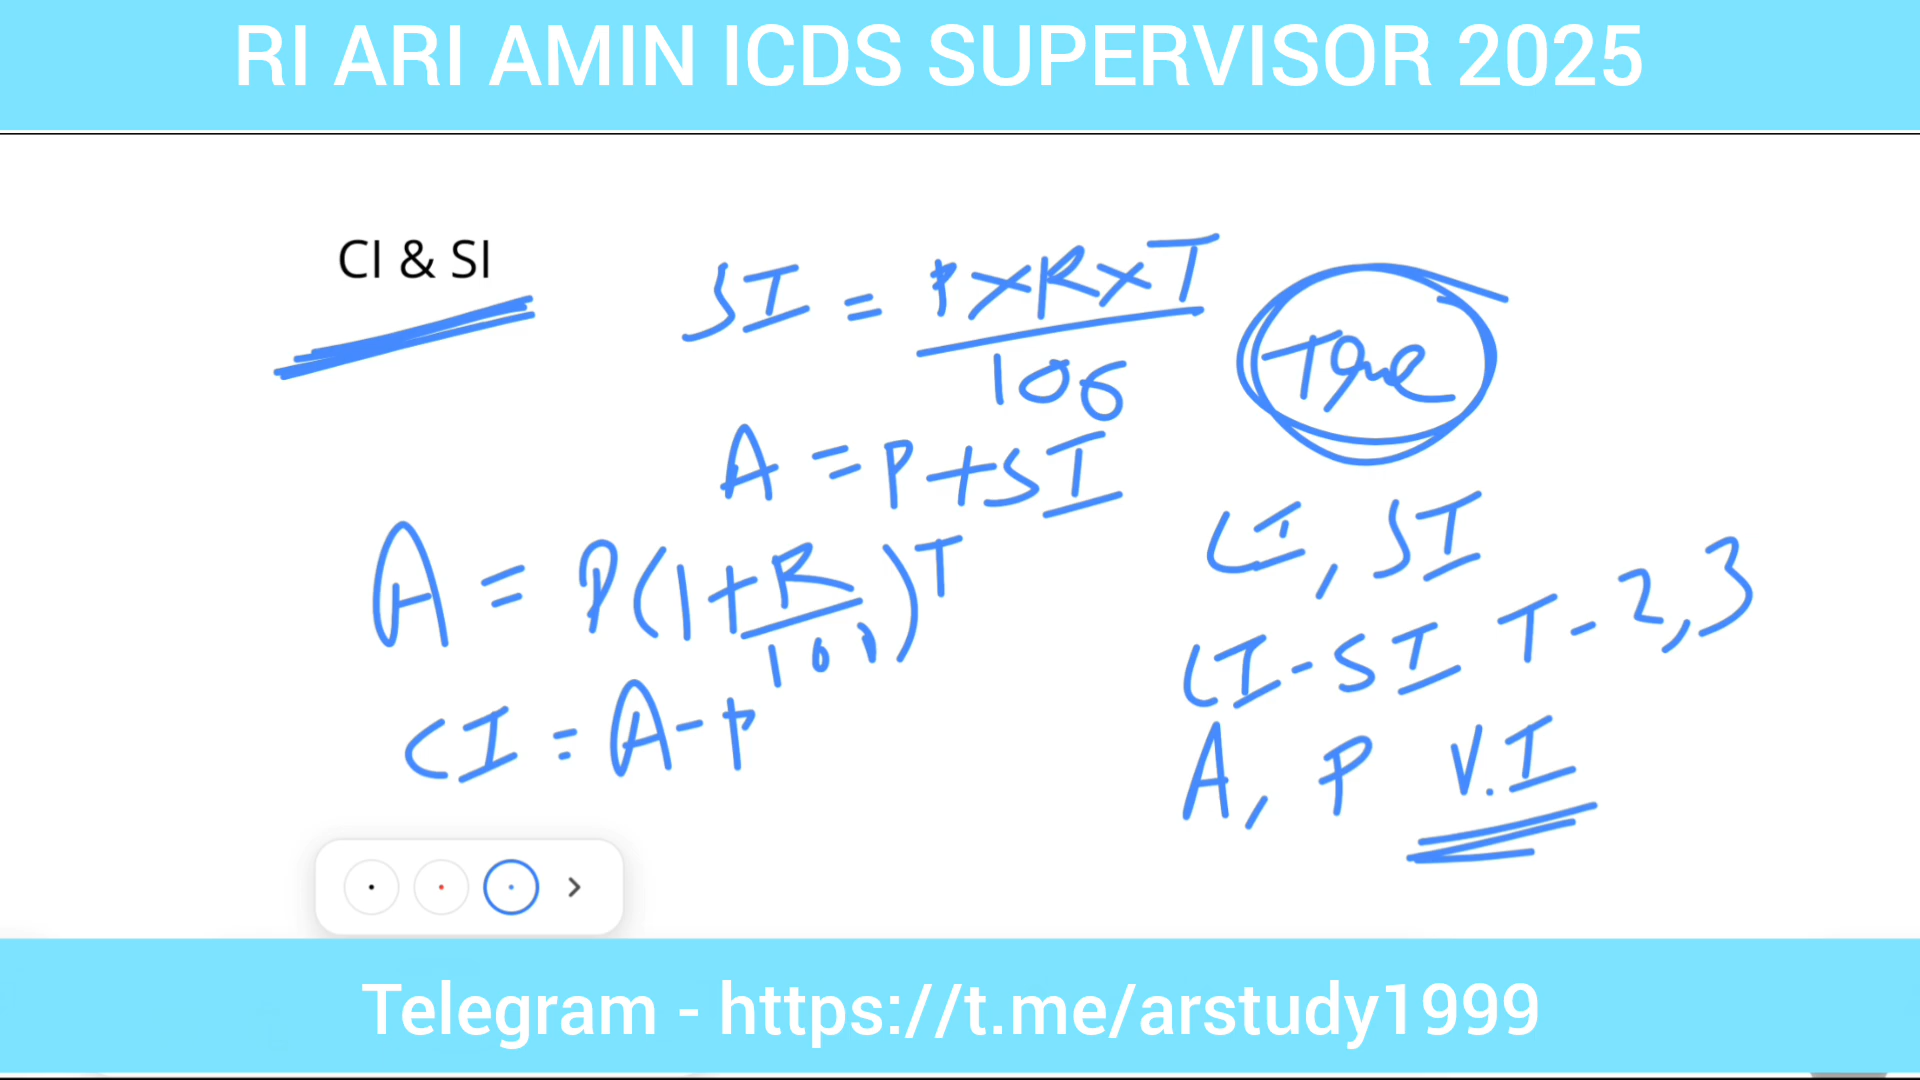 RI ARI AMIN ICDS SUPERVISOR 2025
CI & SI
SI = P×R×T
100
A = P+SI
A = P(1+R/100)^T
CI = A-P
CI, SI
CI-SI T-2,3
A, P V.I
Telegram - https://t.me/arstudy1999